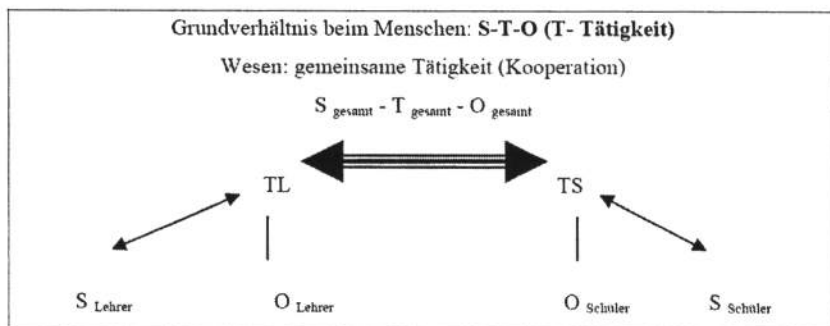 Grundverhältnis beim Menschen: S-T-O (T- Tätigkeit)
Wesen: gemeinsame Tätigkeit (Kooperation)
S gesamt - T gesamt - O gesamt
TL TS
S Lehrer O Lehrer O Schüler S Schüler